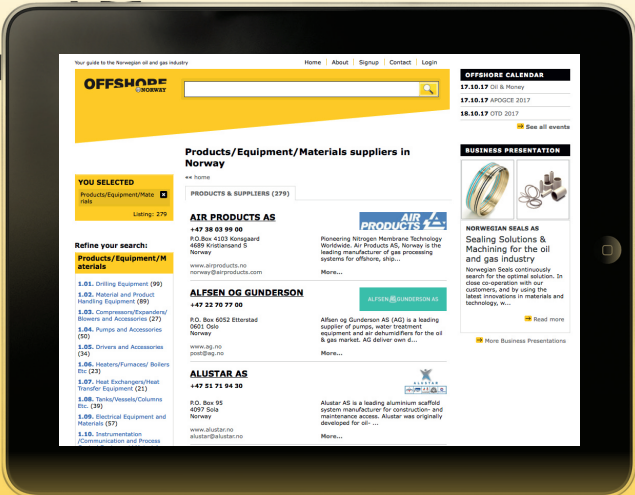 Your guide to the Norwegian oil and gas industry
Home | About | Signup | Contact | Login
OFFSHORE
NORWAY
Products/Equipment/Materials suppliers in
Norway
◂◂ home
PRODUCTS & SUPPLIERS (279)
YOU SELECTED
Products/Equipment/Mate
rials
Listing: 279
Refine your search:
Products/Equipment/M
aterials
1.01. Drilling Equipment (99)
1.02. Material and Product
Handling Equipment (89)
1.03. Compressors/Expanders/
Blowers and Accessories (27)
1.04. Pumps and Accessories
(50)
1.05. Drivers and Accessories
(34)
1.06. Heaters/Furnaces/ Boilers
Etc (23)
1.07. Heat Exchangers/Heat
Transfer Equipment (21)
1.08. Tanks/Vessels/Columns
Etc. (39)
1.09. Electrical Equipment and
Materials (57)
1.10. Instrumentation
/Communication and Process
AIR PRODUCTS AS
+47 38 03 99 00
P.O.Box 4103 Konsgaard
4689 Kristiansand S
Norway
www.airproducts.no
norway@airproducts.com
AIR
PRODUCTS
Pioneering Nitrogen Membrane Technology
Worldwide. Air Products AS, Norway is the
leading manufacturer of gas processing
systems for offshore, ship...
More...
ALFSEN OG GUNDERSON
+47 22 70 77 00
P.O. Box 6052 Etterstad
0601 Oslo
Norway
www.ag.no
post@ag.no
ALFSEN GUNDERSON AS
Alfsen og Gunderson AS (AG) is a leading
supplier of pumps, water treatment
equipment and air dehumidifiers for the oil
& gas market. AG deliver own d...
More...
ALUSTAR AS
+47 51 71 94 30
P.O. Box 95
4097 Sola
Norway
www.alustar.no
alustar@alustar.no
ALUSTAR
Alustar AS is a leading aluminium scaffold
system manufacturer for construction- and
maintenance access. Alustar was originally
developed for oil- ...
More...
OFFSHORE CALENDAR
17.10.17 Oil & Money
17.10.17 APOGCE 2017
18.10.17 OTD 2017
See all events
BUSINESS PRESENTATION
NORWEGIAN SEALS AS
Sealing Solutions &
Machining for the oil
and gas industry
Norwegian Seals continuously
search for the optimal solution. In
close co-operation with our
customers, and by using the
latest innovations in materials and
technology, w...
Read more
More Business Presentations